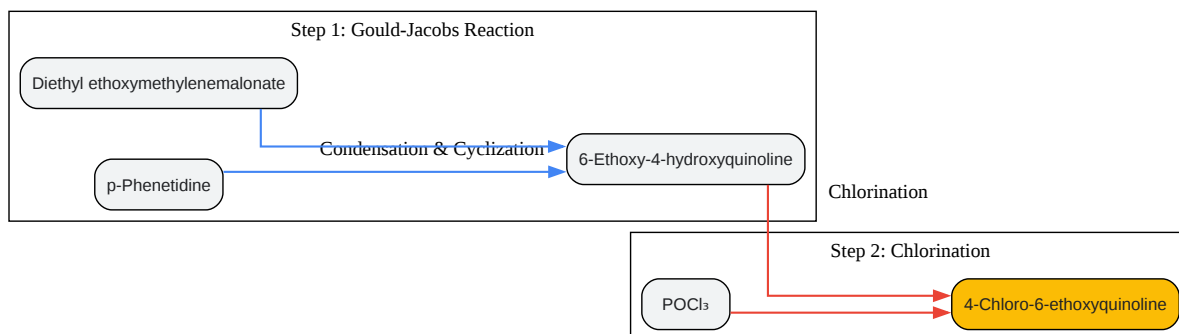 Step 1: Gould-Jacobs Reaction
Diethyl ethoxymethylenemalonate
Condensation & Cyclization
6-Ethoxy-4-hydroxyquinoline
p-Phenetidine
Chlorination
Step 2: Chlorination
POCl₃
4-Chloro-6-ethoxyquinoline